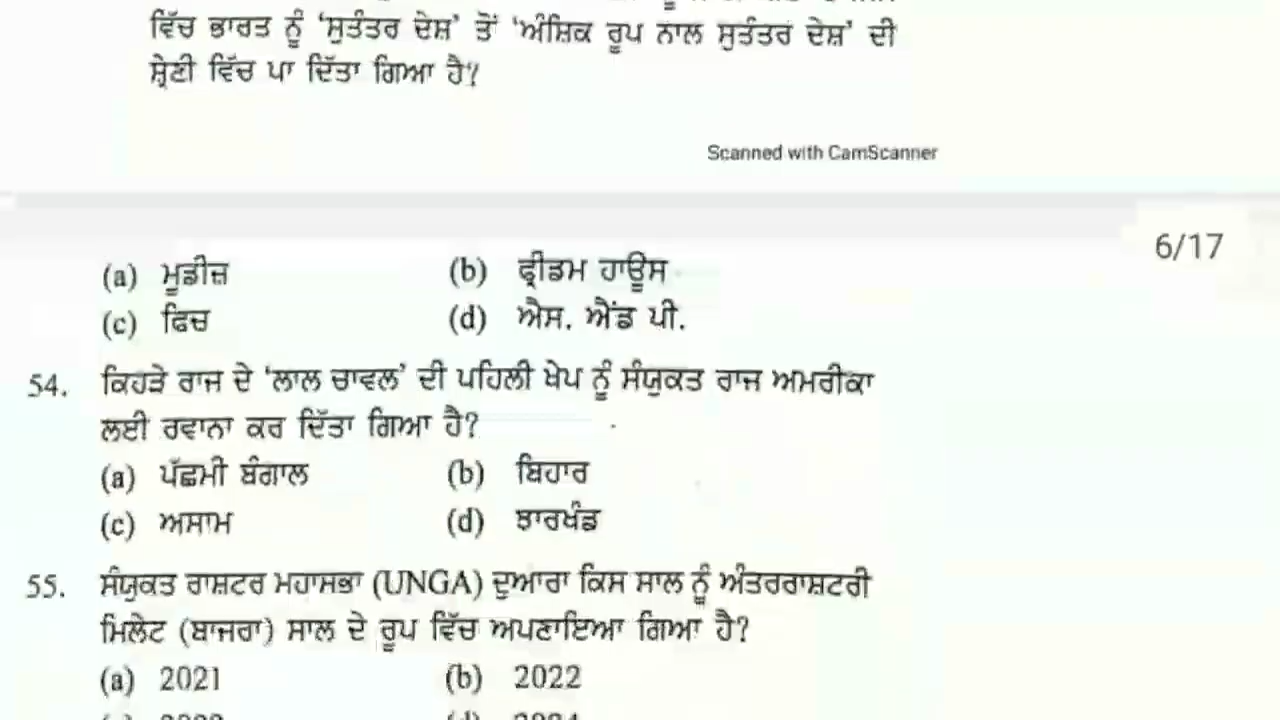 ਵਿੱਚ ਭਾਰਤ ਨੂੰ ‘ਸੁਤੰਤਰ ਦੇਸ਼’ ਤੋਂ ‘ਅੰਸ਼ਿਕ ਰੂਪ ਨਾਲ ਸੁਤੰਤਰ ਦੇਸ਼’ ਦੀ
ਸ਼੍ਰੇਣੀ ਵਿੱਚ ਪਾ ਦਿੱਤਾ ਗਿਆ ਹੈ?
Scanned with CamScanner
6/17
(a) ਮੂਡੀਜ਼ (b) ਫ੍ਰੀਡਮ ਹਾਊਸ
(c) ਫਿਚ (d) ਐਸ. ਐਂਡ ਪੀ.
54. ਕਿਹੜੇ ਰਾਜ ਦੇ ‘ਲਾਲ ਚਾਵਲ’ ਦੀ ਪਹਿਲੀ ਖੇਪ ਨੂੰ ਸੰਯੁਕਤ ਰਾਜ ਅਮਰੀਕਾ
ਲਈ ਰਵਾਨਾ ਕਰ ਦਿੱਤਾ ਗਿਆ ਹੈ?
(a) ਪੱਛਮੀ ਬੰਗਾਲ (b) ਬਿਹਾਰ
(c) ਅਸਾਮ (d) ਝਾਰਖੰਡ
55. ਸੰਯੁਕਤ ਰਾਸ਼ਟਰ ਮਹਾਸਭਾ (UNGA) ਦੁਆਰਾ ਕਿਸ ਸਾਲ ਨੂੰ ਅੰਤਰਰਾਸ਼ਟਰੀ
ਮਿਲੇਟ (ਬਾਜਰਾ) ਸਾਲ ਦੇ ਰੂਪ ਵਿੱਚ ਅਪਣਾਇਆ ਗਿਆ ਹੈ?
(a) 2021 (b) 2022